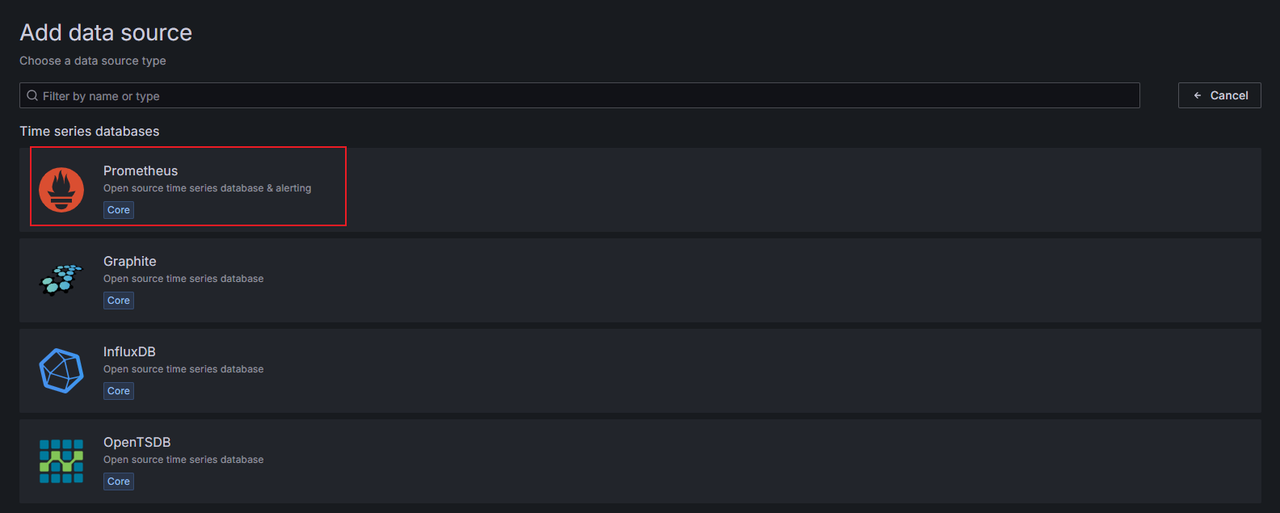 Add data source
Choose a data source type
Filter by name or type
Cancel
Time series databases
Prometheus
Open source time series database & alerting
Core
Graphite
Open source time series database
Core
InfluxDB
Open source time series database
Core
OpenTSDB
Open source time series database
Core